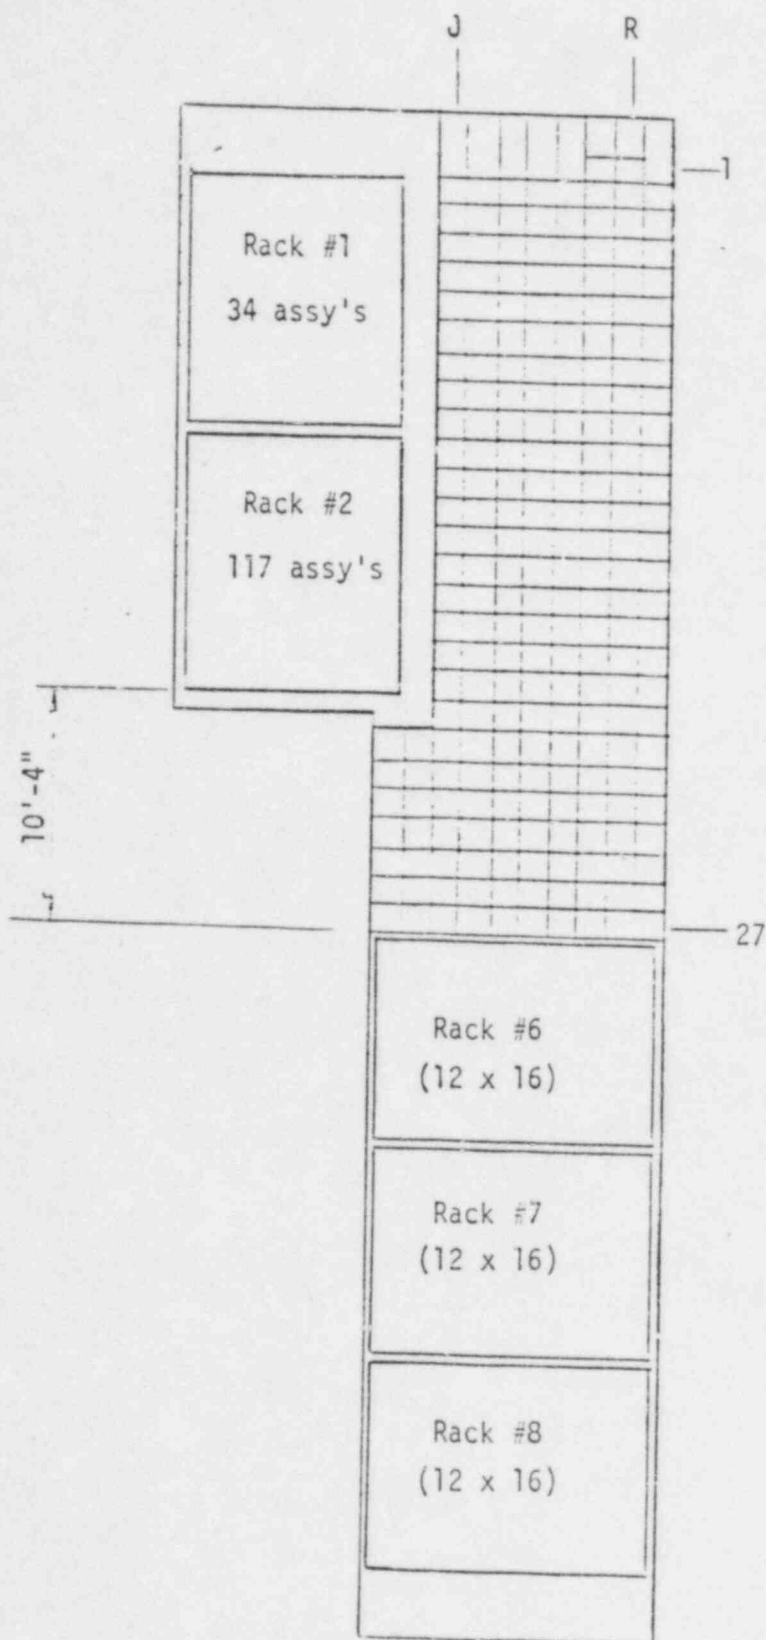 J R
1
Rack #1
34 assy's
Rack #2
117 assy's
10'-4"
27
Rack #6
(12 x 16)
Rack #7
(12 x 16)
Rack #8
(12 x 16)